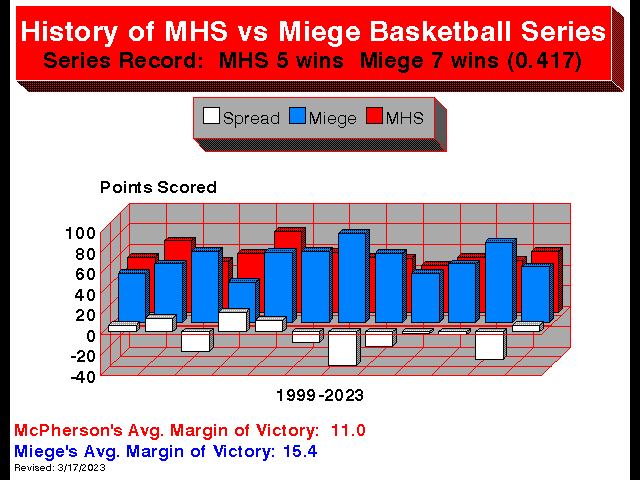 History of MHS vs Miege Basketball Series
Series Record: MHS 5 wins Miege 7 wins (0.417)
Spread Miege MHS
Points Scored
100
80
60
40
20
0
-20
-40
1999-2023
McPherson's Avg. Margin of Victory: 11.0
Miege's Avg. Margin of Victory: 15.4
Revised: 3/17/2023